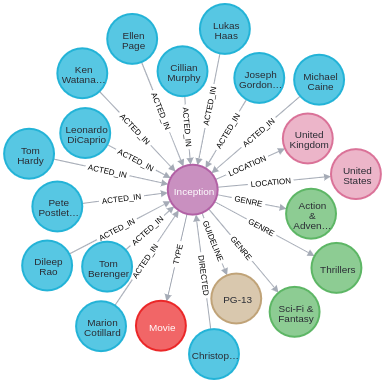 Lukas
Haas
Ellen
Page
Cillian
Murphy
Ken
Watana...
Joseph
Gordon...
Michael
Caine
Leonardo
DiCaprio
Tom
Hardy
United
Kingdom
United
States
Inception
Pete
Postlet...
Action
&
Adven...
Dileep
Rao
Tom
Berenger
Thrillers
PG-13
Sci-Fi &
Fantasy
Marion
Cotillard
Movie
Christop...
ACTED_IN
ACTED_IN
ACTED_IN
ACTED_IN
ACTED_IN
ACTED_IN
ACTED_IN
ACTED_IN
ACTED_IN
ACTED_IN
ACTED_IN
ACTED_IN
LOCATION
LOCATION
GENRE
GENRE
GENRE
GUIDELINE
DIRECTED
TYPE